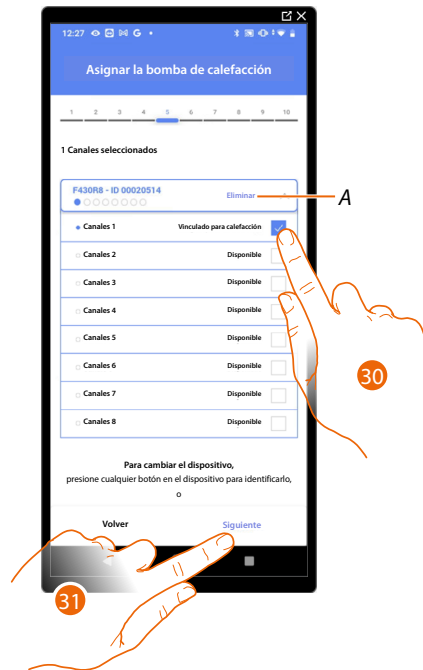 12:27 G
Asignar la bomba de calefacción
1 2 3 4 5 6 7 8 9 10
1 Canales seleccionados
F430R8 - ID 00020514
Eliminar
A
Canales 1 Vinculado para calefacción
Canales 2 Disponible
Canales 3 Disponible
Canales 4 Disponible
Canales 5 Disponible
Canales 6 Disponible
Canales 7 Disponible
Canales 8 Disponible
30
Para cambiar el dispositivo,
presione cualquier botón en el dispositivo para identificarlo,
o
Volver Siguiente
31